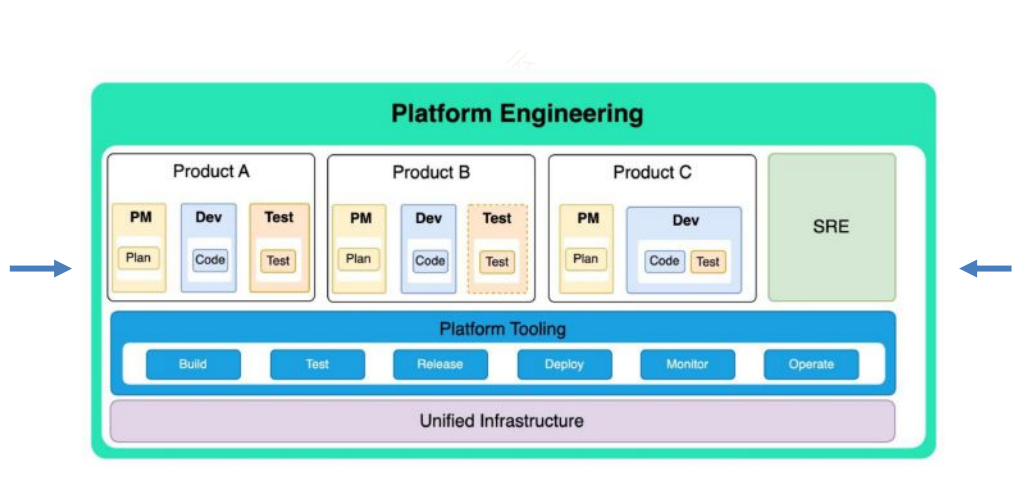 Platform Engineering
Product A
PM
Dev
Test
Plan
Code
Test
Product B
PM
Dev
Test
Plan
Code
Test
Product C
PM
Dev
Plan
Code
Test
SRE
Platform Tooling
Build
Test
Release
Deploy
Monitor
Operate
Unified Infrastructure